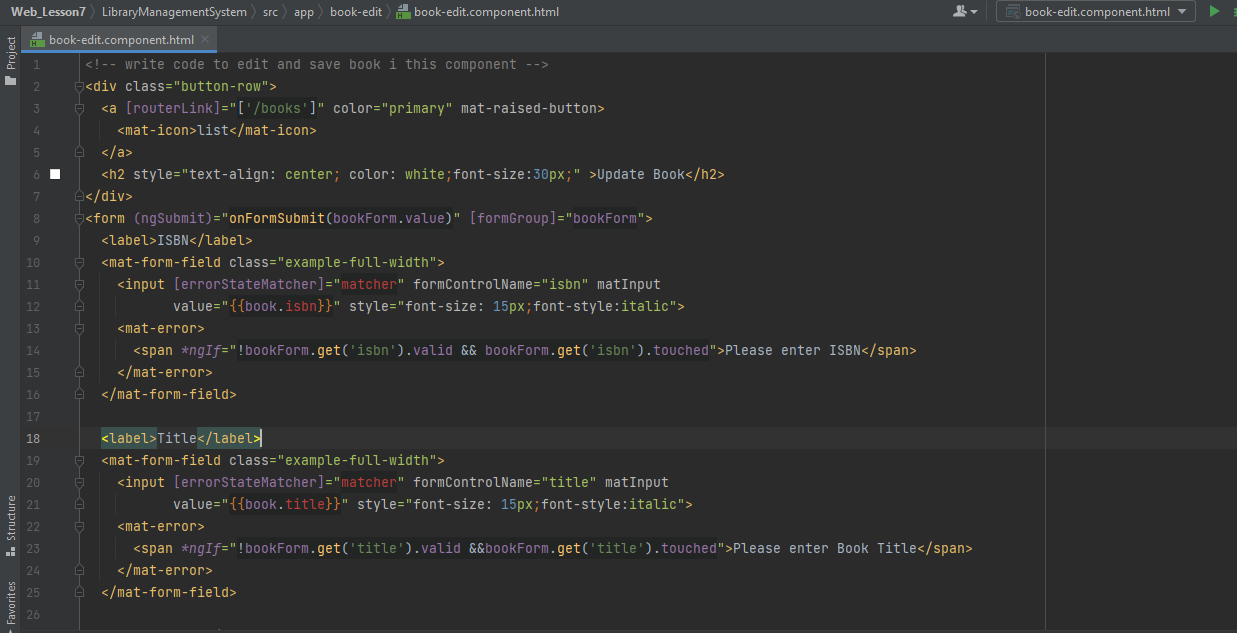 Web_Lesson7 LibraryManagementSystem src app book-edit book-edit.component.html book-edit.component.html
book-edit.component.html
Project
Structure
Favorites
1 <!-- write code to edit and save book i this component -->
2 <div class="button-row">
3 <a [routerLink]="['/books']" color="primary" mat-raised-button>
4 <mat-icon>list</mat-icon>
5 </a>
6 <h2 style="text-align: center; color: white;font-size:30px;" >Update Book</h2>
7 </div>
8 <form (ngSubmit)="onFormSubmit(bookForm.value)" [formGroup]="bookForm">
9 <label>ISBN</label>
10 <mat-form-field class="example-full-width">
11 <input [errorStateMatcher]="matcher" formControlName="isbn" matInput
12 value="{{book.isbn}}" style="font-size: 15px;font-style:italic">
13 <mat-error>
14 <span *ngIf="!bookForm.get('isbn').valid && bookForm.get('isbn').touched">Please enter ISBN</span>
15 </mat-error>
16 </mat-form-field>
17
18 <label>Title</label>
19 <mat-form-field class="example-full-width">
20 <input [errorStateMatcher]="matcher" formControlName="title" matInput
21 value="{{book.title}}" style="font-size: 15px;font-style:italic">
22 <mat-error>
23 <span *ngIf="!bookForm.get('title').valid &&bookForm.get('title').touched">Please enter Book Title</span>
24 </mat-error>
25 </mat-form-field>
26